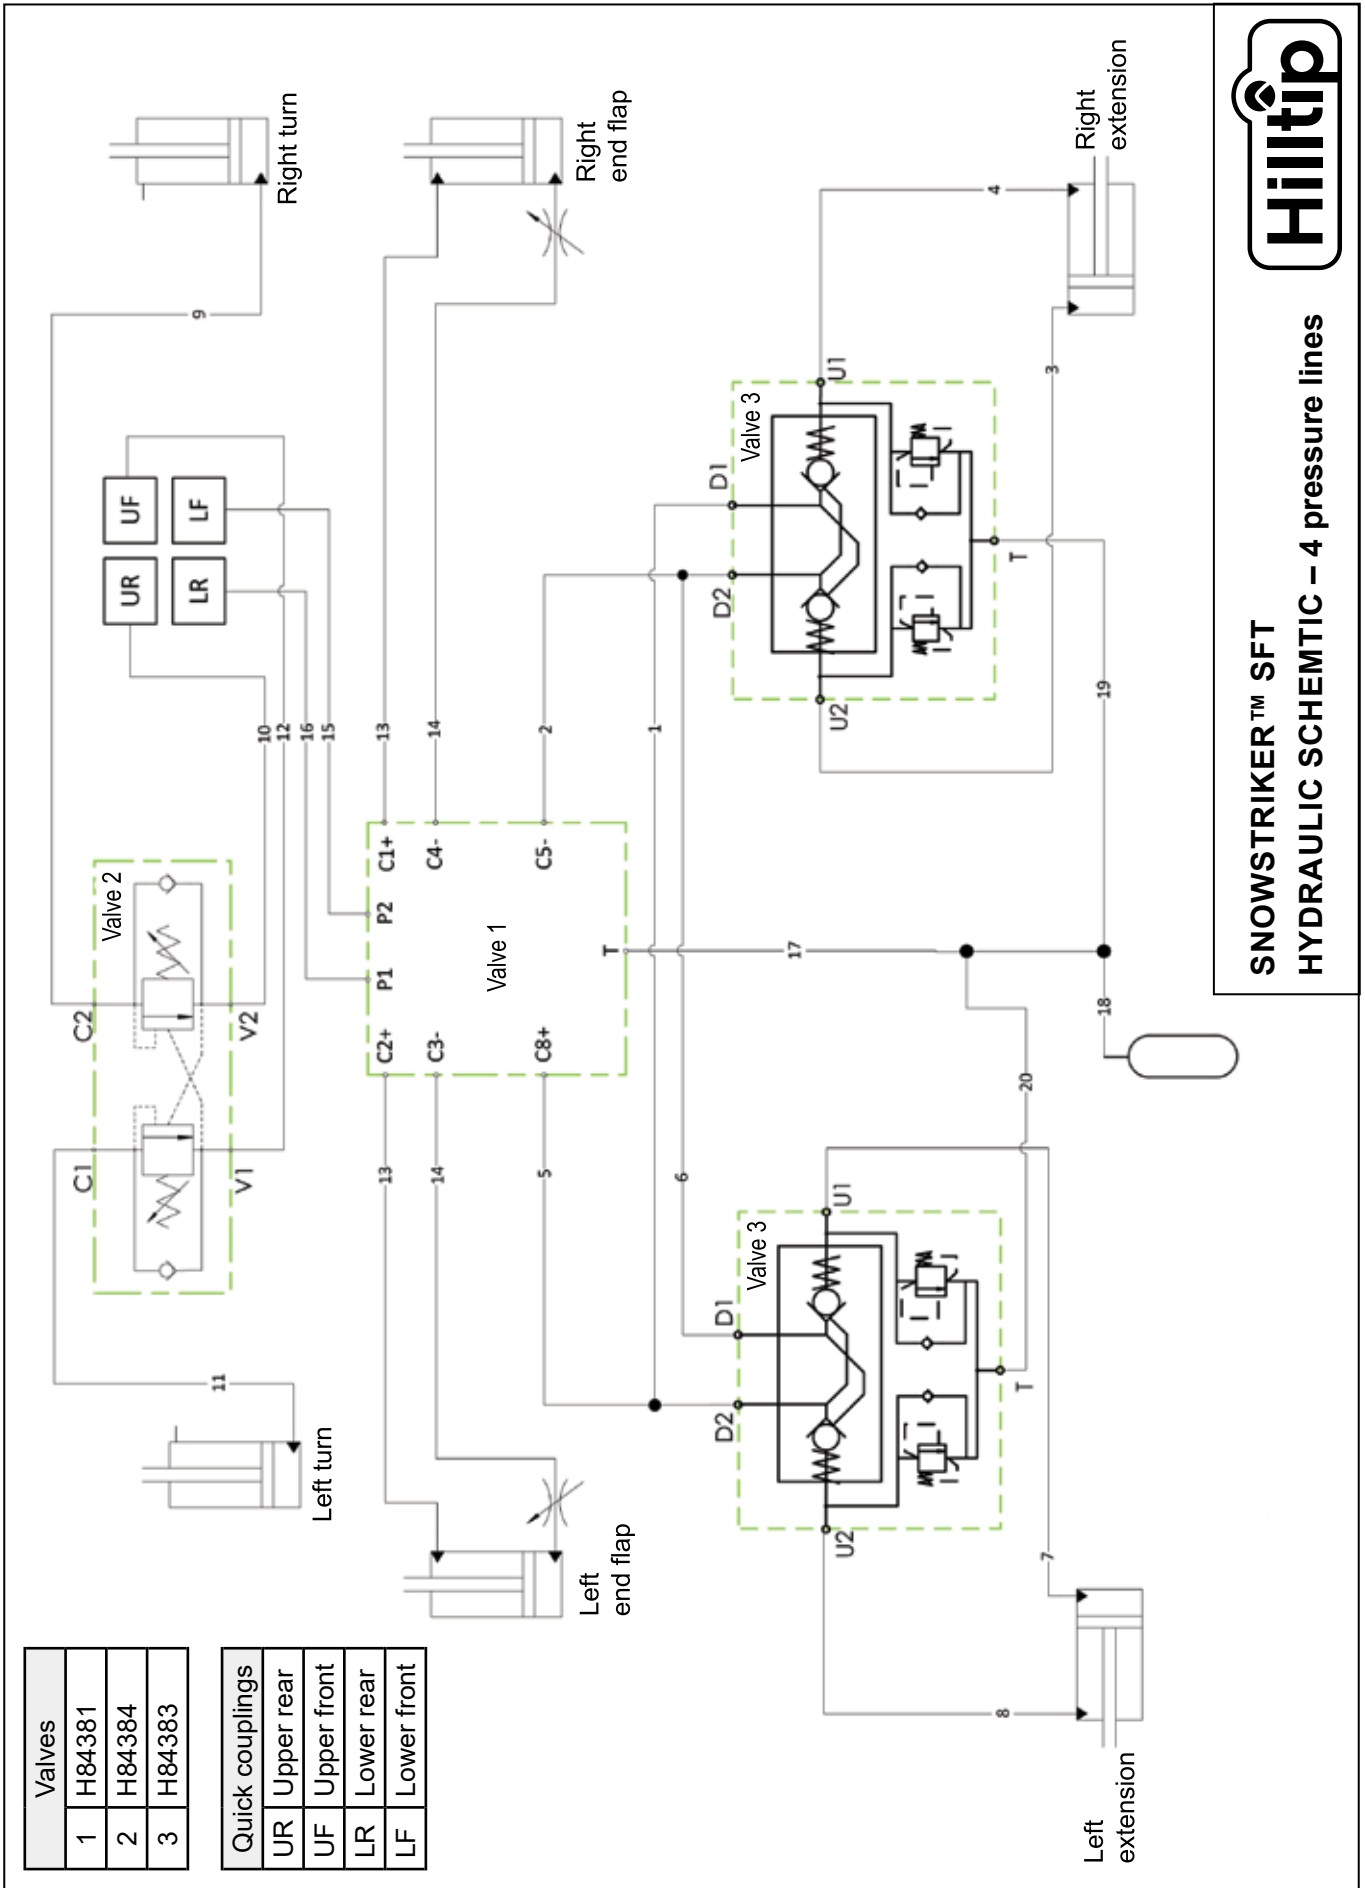 Valves
1 H84381
2 H84384
3 H84383
Quick couplings
UR Upper rear
UF Upper front
LR Lower rear
LF Lower front
Left turn
11
C1
V1
C2
V2
Valve 2
10
12
16
15
UR
UF
LR
LF
9
Right turn
Left
end flap
13
14
5
C2+
C3-
C8+
P1
P2
Valve 1
T
C1+
C4-
C5-
13
14
2
Right
end flap
6
1
17
Left
extension
8
7
U2
D2
D1
Valve 3
U1
T
20
18
19
U2
D2
D1
Valve 3
U1
T
3
4
Right
extension
SNOWSTRIKER™ SFT
HYDRAULIC SCHEMTIC – 4 pressure lines
Hilltip